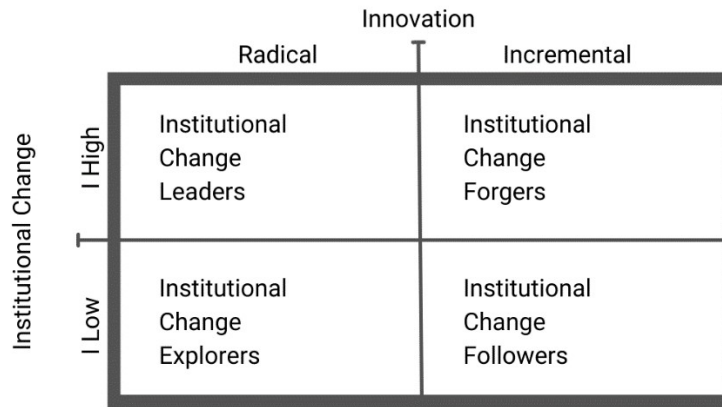 Innovation
Radical
Incremental
Institutional Change
I High
Institutional
Change
Leaders
Institutional
Change
Forgers
I Low
Institutional
Change
Explorers
Institutional
Change
Followers